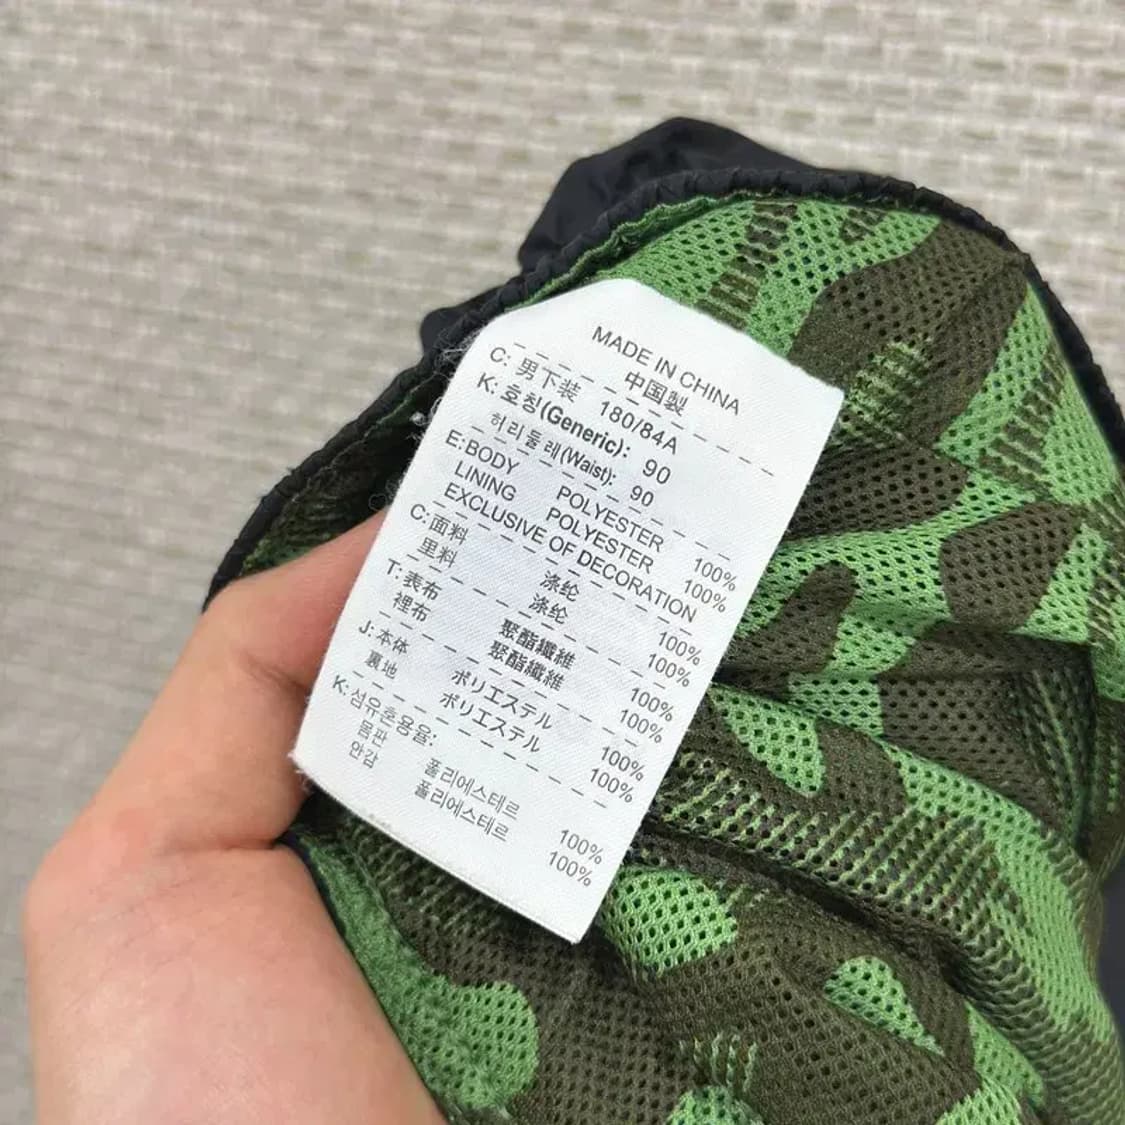 MADE IN CHINA
中国製
C: 男下装 180/84A
K: 호칭(Generic): 90
허리둘레(Waist): 90
E: BODY POLYESTER 100%
LINING POLYESTER 100%
EXCLUSIVE OF DECORATION
C: 面料 涤纶 100%
里料 涤纶 100%
T: 表布 聚酯纖維 100%
裡布 聚酯纖維 100%
J: 本体 ポリエステル 100%
裏地 ポリエステル 100%
K: 섬유혼용율:
몸판 폴리에스테르 100%
안감 폴리에스테르 100%